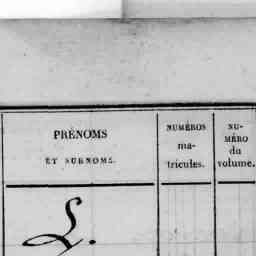 PRÉNOMS
ET SURNOMS.
NUMÉROS
ma-
tricules.
NU-
MÉRO
du
volume.
L.